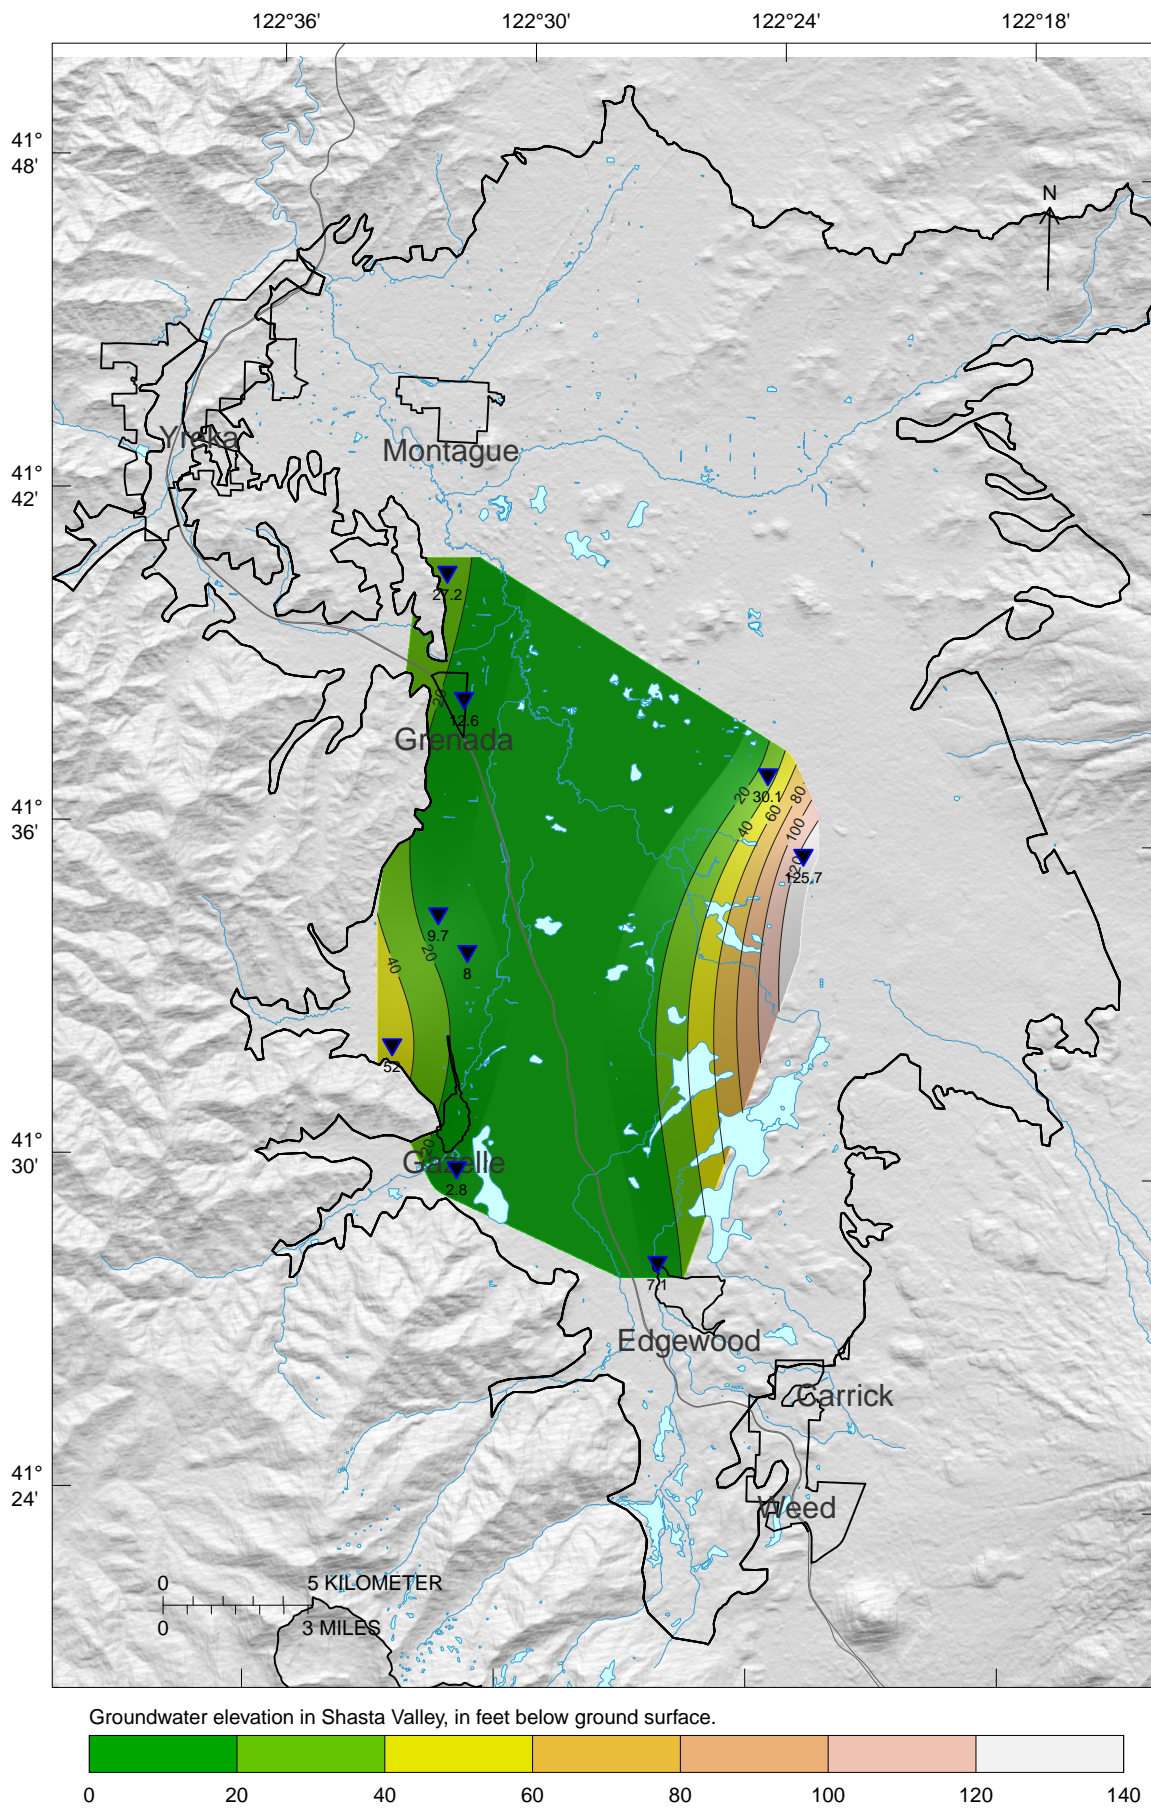 122°36' 122°30' 122°24' 122°18'
41°
48'
N
Yreka
Montague
41°
42'
27.2
20
12.6
Grenada
20
30.1
80
60
40
100
41°
36'
120
125.7
9.7
20
8
40
52
41°
30'
20
Gazelle
2.8
7.1
Edgewood
Carrick
41°
24'
Weed
0 5 KILOMETER
0 3 MILES
Groundwater elevation in Shasta Valley, in feet below ground surface.
0 20 40 60 80 100 120 140